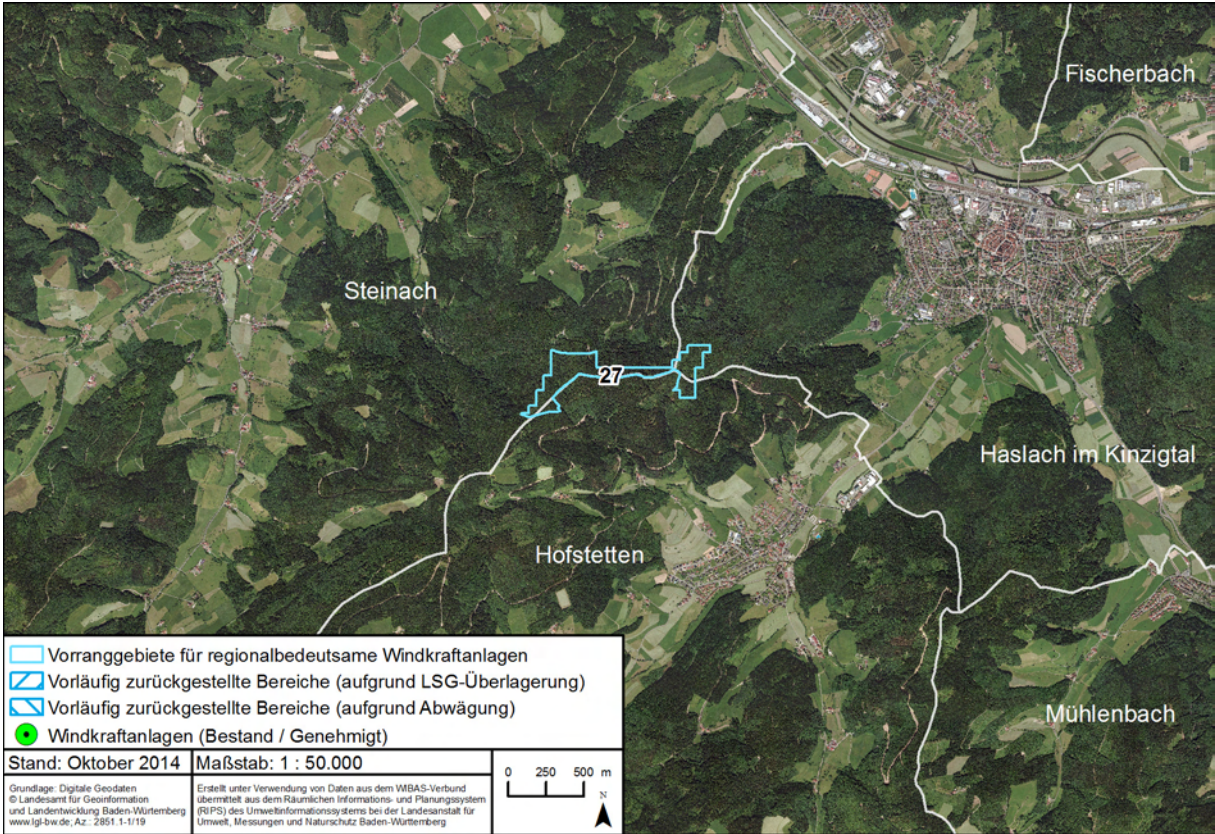 Fischerbach
Steinach
27
Haslach im Kinzigtal
Hofstetten
Mühlenbach
Vorranggebiete für regionalbedeutsame Windkraftanlagen
Vorläufig zurückgestellte Bereiche (aufgrund LSG-Überlagerung)
Vorläufig zurückgestellte Bereiche (aufgrund Abwägung)
Windkraftanlagen (Bestand / Genehmigt)
Stand: Oktober 2014
Maßstab: 1 : 50.000
Grundlage: Digitale Geodaten
© Landesamt für Geoinformation
und Landentwicklung Baden-Würtemberg
www.lgl-bw.de; Az.: 2851.1-1/19
Erstellt unter Verwendung von Daten aus dem WIBAS-Verbund
übermittelt aus dem Räumlichen Informations- und Planungssystem
(RIPS) des Umweltinformationssystems bei der Landesanstalt für
Umwelt, Messungen und Naturschutz Baden-Württemberg
0 250 500 m
N